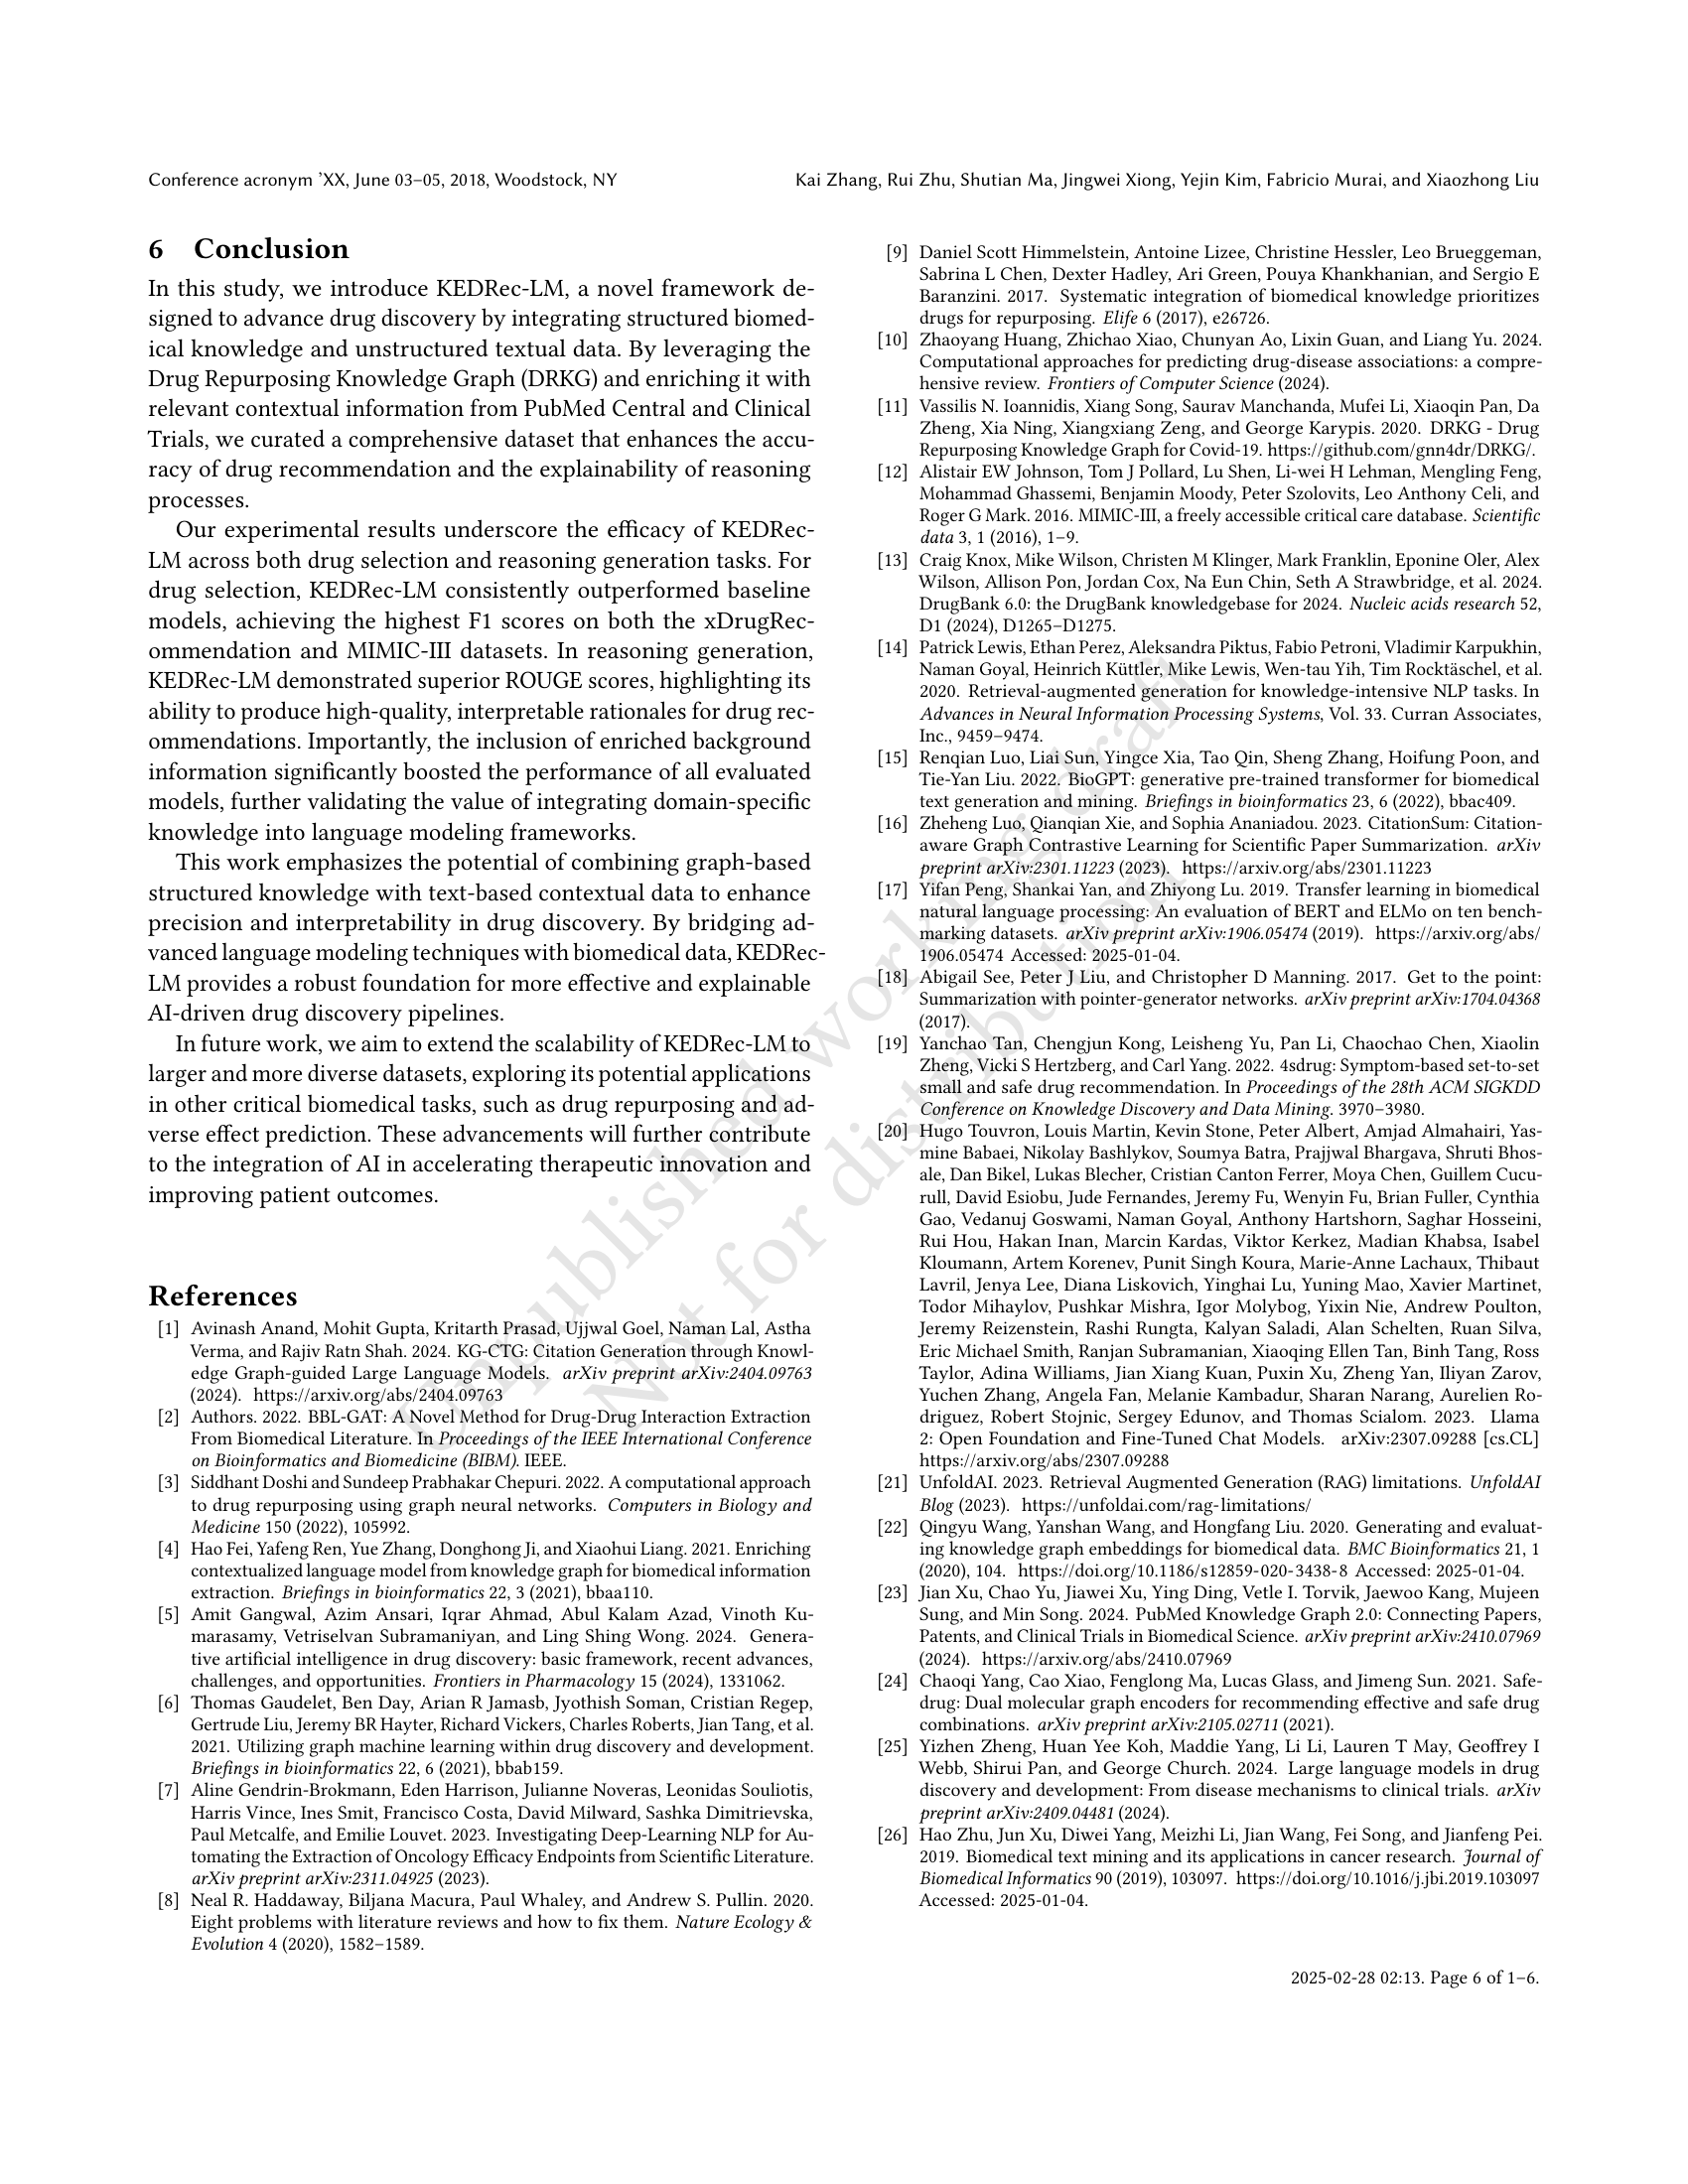 Conference acronym ’XX, June 03–05, 2018, Woodstock, NY
Kai Zhang, Rui Zhu, Shutian Ma, Jingwei Xiong, Yejin Kim, Fabricio Murai, and Xiaozhong Liu
6 Conclusion
In this study, we introduce KEDRec-LM, a novel framework de-
signed to advance drug discovery by integrating structured biomed-
ical knowledge and unstructured textual data. By leveraging the
Drug Repurposing Knowledge Graph (DRKG) and enriching it with
relevant contextual information from PubMed Central and Clinical
Trials, we curated a comprehensive dataset that enhances the accu-
racy of drug recommendation and the explainability of reasoning
processes.
Our experimental results underscore the efficacy of KEDRec-
LM across both drug selection and reasoning generation tasks. For
drug selection, KEDRec-LM consistently outperformed baseline
models, achieving the highest F1 scores on both the xDrugRec-
ommendation and MIMIC-III datasets. In reasoning generation,
KEDRec-LM demonstrated superior ROUGE scores, highlighting its
ability to produce high-quality, interpretable rationales for drug rec-
ommendations. Importantly, the inclusion of enriched background
information significantly boosted the performance of all evaluated
models, further validating the value of integrating domain-specific
knowledge into language modeling frameworks.
This work emphasizes the potential of combining graph-based
structured knowledge with text-based contextual data to enhance
precision and interpretability in drug discovery. By bridging ad-
vanced language modeling techniques with biomedical data, KEDRec-
LM provides a robust foundation for more effective and explainable
AI-driven drug discovery pipelines.
In future work, we aim to extend the scalability of KEDRec-LM to
larger and more diverse datasets, exploring its potential applications
in other critical biomedical tasks, such as drug repurposing and ad-
verse effect prediction. These advancements will further contribute
to the integration of AI in accelerating therapeutic innovation and
improving patient outcomes.
References
[1] Avinash Anand, Mohit Gupta, Kritarth Prasad, Ujjwal Goel, Naman Lal, Astha
Verma, and Rajiv Ratn Shah. 2024. KG-CTG: Citation Generation through Knowl-
edge Graph-guided Large Language Models. arXiv preprint arXiv:2404.09763
(2024). https://arxiv.org/abs/2404.09763
[2] Authors. 2022. BBL-GAT: A Novel Method for Drug-Drug Interaction Extraction
From Biomedical Literature. In Proceedings of the IEEE International Conference
on Bioinformatics and Biomedicine (BIBM). IEEE.
[3] Siddhant Doshi and Sundeep Prabhakar Chepuri. 2022. A computational approach
to drug repurposing using graph neural networks. Computers in Biology and
Medicine 150 (2022), 105992.
[4] Hao Fei, Yafeng Ren, Yue Zhang, Donghong Ji, and Xiaohui Liang. 2021. Enriching
contextualized language model from knowledge graph for biomedical information
extraction. Briefings in bioinformatics 22, 3 (2021), bbaa110.
[5] Amit Gangwal, Azim Ansari, Iqrar Ahmad, Abul Kalam Azad, Vinoth Ku-
marasamy, Vetriselvan Subramaniyan, and Ling Shing Wong. 2024. Genera-
tive artificial intelligence in drug discovery: basic framework, recent advances,
challenges, and opportunities. Frontiers in Pharmacology 15 (2024), 1331062.
[6] Thomas Gaudelet, Ben Day, Arian R Jamasb, Jyothish Soman, Cristian Regep,
Gertrude Liu, Jeremy BR Hayter, Richard Vickers, Charles Roberts, Jian Tang, et al.
2021. Utilizing graph machine learning within drug discovery and development.
Briefings in bioinformatics 22, 6 (2021), bbab159.
[7] Aline Gendrin-Brokmann, Eden Harrison, Julianne Noveras, Leonidas Souliotis,
Harris Vince, Ines Smit, Francisco Costa, David Milward, Sashka Dimitrievska,
Paul Metcalfe, and Emilie Louvet. 2023. Investigating Deep-Learning NLP for Au-
tomating the Extraction of Oncology Efficacy Endpoints from Scientific Literature.
arXiv preprint arXiv:2311.04925 (2023).
[8] Neal R. Haddaway, Biljana Macura, Paul Whaley, and Andrew S. Pullin. 2020.
Eight problems with literature reviews and how to fix them. Nature Ecology &
Evolution 4 (2020), 1582–1589.
[9] Daniel Scott Himmelstein, Antoine Lizee, Christine Hessler, Leo Brueggeman,
Sabrina L Chen, Dexter Hadley, Ari Green, Pouya Khankhanian, and Sergio E
Baranzini. 2017. Systematic integration of biomedical knowledge prioritizes
drugs for repurposing. Elife 6 (2017), e26726.
[10] Zhaoyang Huang, Zhichao Xiao, Chunyan Ao, Lixin Guan, and Liang Yu. 2024.
Computational approaches for predicting drug-disease associations: a compre-
hensive review. Frontiers of Computer Science (2024).
[11] Vassilis N. Ioannidis, Xiang Song, Saurav Manchanda, Mufei Li, Xiaoqin Pan, Da
Zheng, Xia Ning, Xiangxiang Zeng, and George Karypis. 2020. DRKG - Drug
Repurposing Knowledge Graph for Covid-19. https://github.com/gnn4dr/DRKG/.
[12] Alistair EW Johnson, Tom J Pollard, Lu Shen, Li-wei H Lehman, Mengling Feng,
Mohammad Ghassemi, Benjamin Moody, Peter Szolovits, Leo Anthony Celi, and
Roger G Mark. 2016. MIMIC-III, a freely accessible critical care database. Scientific
data 3, 1 (2016), 1–9.
[13] Craig Knox, Mike Wilson, Christen M Klinger, Mark Franklin, Eponine Oler, Alex
Wilson, Allison Pon, Jordan Cox, Na Eun Chin, Seth A Strawbridge, et al. 2024.
DrugBank 6.0: the DrugBank knowledgebase for 2024. Nucleic acids research 52,
D1 (2024), D1265–D1275.
[14] Patrick Lewis, Ethan Perez, Aleksandra Piktus, Fabio Petroni, Vladimir Karpukhin,
Naman Goyal, Heinrich Küttler, Mike Lewis, Wen-tau Yih, Tim Rocktäschel, et al.
2020. Retrieval-augmented generation for knowledge-intensive NLP tasks. In
Advances in Neural Information Processing Systems, Vol. 33. Curran Associates,
Inc., 9459–9474.
[15] Renqian Luo, Liai Sun, Yingce Xia, Tao Qin, Sheng Zhang, Hoifung Poon, and
Tie-Yan Liu. 2022. BioGPT: generative pre-trained transformer for biomedical
text generation and mining. Briefings in bioinformatics 23, 6 (2022), bbac409.
[16] Zheheng Luo, Qianqian Xie, and Sophia Ananiadou. 2023. CitationSum: Citation-
aware Graph Contrastive Learning for Scientific Paper Summarization. arXiv
preprint arXiv:2301.11223 (2023). https://arxiv.org/abs/2301.11223
[17] Yifan Peng, Shankai Yan, and Zhiyong Lu. 2019. Transfer learning in biomedical
natural language processing: An evaluation of BERT and ELMo on ten bench-
marking datasets. arXiv preprint arXiv:1906.05474 (2019). https://arxiv.org/abs/
1906.05474 Accessed: 2025-01-04.
[18] Abigail See, Peter J Liu, and Christopher D Manning. 2017. Get to the point:
Summarization with pointer-generator networks. arXiv preprint arXiv:1704.04368
(2017).
[19] Yanchao Tan, Chengjun Kong, Leisheng Yu, Pan Li, Chaochao Chen, Xiaolin
Zheng, Vicki S Hertzberg, and Carl Yang. 2022. 4sdrug: Symptom-based set-to-set
small and safe drug recommendation. In Proceedings of the 28th ACM SIGKDD
Conference on Knowledge Discovery and Data Mining. 3970–3980.
[20] Hugo Touvron, Louis Martin, Kevin Stone, Peter Albert, Amjad Almahairi, Yas-
mine Babaei, Nikolay Bashlykov, Soumya Batra, Prajjwal Bhargava, Shruti Bhos-
ale, Dan Bikel, Lukas Blecher, Cristian Canton Ferrer, Moya Chen, Guillem Cucu-
rull, David Esiobu, Jude Fernandes, Jeremy Fu, Wenyin Fu, Brian Fuller, Cynthia
Gao, Vedanuj Goswami, Naman Goyal, Anthony Hartshorn, Saghar Hosseini,
Rui Hou, Hakan Inan, Marcin Kardas, Viktor Kerkez, Madian Khabsa, Isabel
Kloumann, Artem Korenev, Punit Singh Koura, Marie-Anne Lachaux, Thibaut
Lavril, Jenya Lee, Diana Liskovich, Yinghai Lu, Yuning Mao, Xavier Martinet,
Todor Mihaylov, Pushkar Mishra, Igor Molybog, Yixin Nie, Andrew Poulton,
Jeremy Reizenstein, Rashi Rungta, Kalyan Saladi, Alan Schelten, Ruan Silva,
Eric Michael Smith, Ranjan Subramanian, Xiaoqing Ellen Tan, Binh Tang, Ross
Taylor, Adina Williams, Jian Xiang Kuan, Puxin Xu, Zheng Yan, Iliyan Zarov,
Yuchen Zhang, Angela Fan, Melanie Kambadur, Sharan Narang, Aurelien Ro-
driguez, Robert Stojnic, Sergey Edunov, and Thomas Scialom. 2023. Llama
2: Open Foundation and Fine-Tuned Chat Models. arXiv:2307.09288 [cs.CL]
https://arxiv.org/abs/2307.09288
[21] UnfoldAI. 2023. Retrieval Augmented Generation (RAG) limitations. UnfoldAI
Blog (2023). https://unfoldai.com/rag-limitations/
[22] Qingyu Wang, Yanshan Wang, and Hongfang Liu. 2020. Generating and evaluat-
ing knowledge graph embeddings for biomedical data. BMC Bioinformatics 21, 1
(2020), 104. https://doi.org/10.1186/s12859-020-3438-8 Accessed: 2025-01-04.
[23] Jian Xu, Chao Yu, Jiawei Xu, Ying Ding, Vetle I. Torvik, Jaewoo Kang, Mujeen
Sung, and Min Song. 2024. PubMed Knowledge Graph 2.0: Connecting Papers,
Patents, and Clinical Trials in Biomedical Science. arXiv preprint arXiv:2410.07969
(2024). https://arxiv.org/abs/2410.07969
[24] Chaoqi Yang, Cao Xiao, Fenglong Ma, Lucas Glass, and Jimeng Sun. 2021. Safe-
drug: Dual molecular graph encoders for recommending effective and safe drug
combinations. arXiv preprint arXiv:2105.02711 (2021).
[25] Yizhen Zheng, Huan Yee Koh, Maddie Yang, Li Li, Lauren T May, Geoffrey I
Webb, Shirui Pan, and George Church. 2024. Large language models in drug
discovery and development: From disease mechanisms to clinical trials. arXiv
preprint arXiv:2409.04481 (2024).
[26] Hao Zhu, Jun Xu, Diwei Yang, Meizhi Li, Jian Wang, Fei Song, and Jianfeng Pei.
2019. Biomedical text mining and its applications in cancer research. Journal of
Biomedical Informatics 90 (2019), 103097. https://doi.org/10.1016/j.jbi.2019.103097
Accessed: 2025-01-04.
Unpublished working draft.
Not for distribution.
2025-02-28 02:13. Page 6 of 1–6.